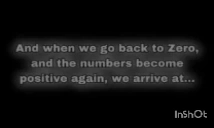 And when we go back to Zero,
and the numbers become
positive again, we arrive at...
InShOt